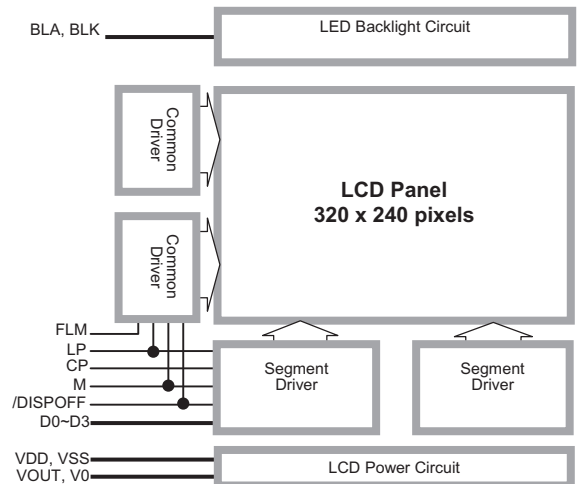 BLA, BLK
LED Backlight Circuit
Common
Driver
LCD Panel
320 x 240 pixels
Common
Driver
FLM
LP
CP
M
/DISPOFF
D0~D3
Segment
Driver
Segment
Driver
VDD, VSS
VOUT, V0
LCD Power Circuit